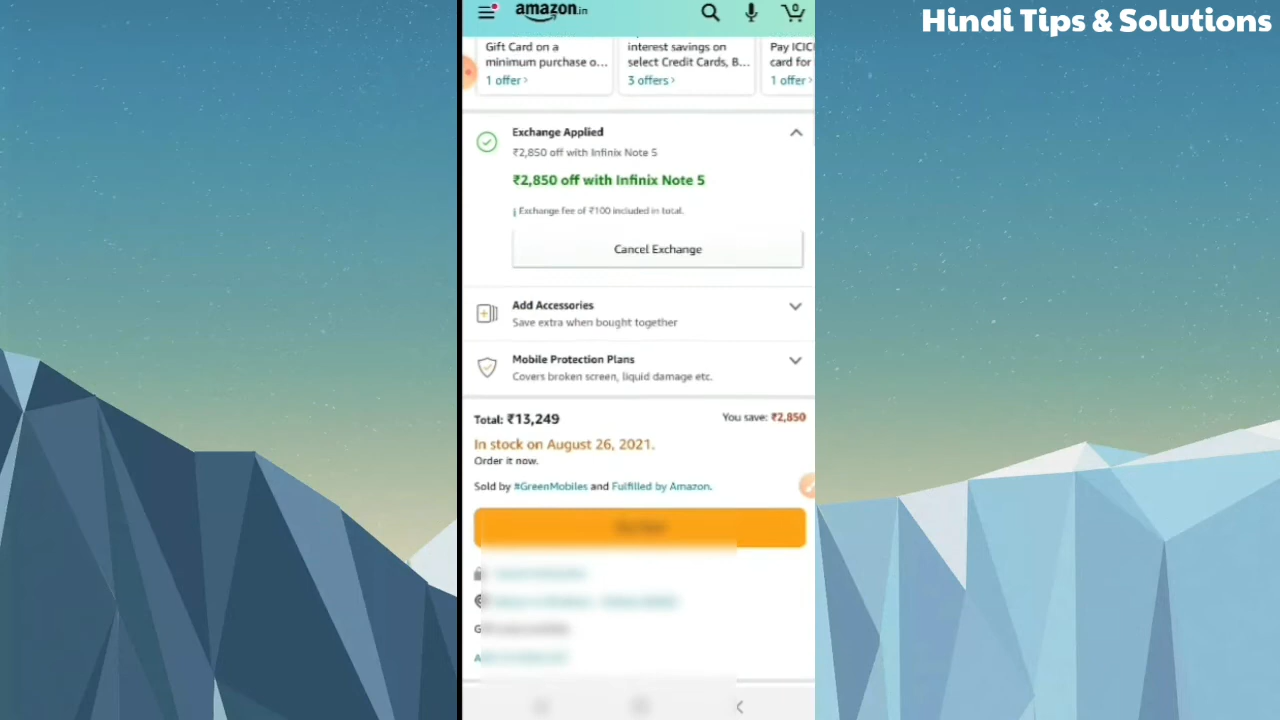 Hindi Tips & Solutions
amazon.in
0
Gift Card on a
minimum purchase o...
1 offer ›
interest savings on
select Credit Cards, B...
3 offers ›
Pay ICICI
card for
1 offer ›
Exchange Applied
₹2,850 off with Infinix Note 5
₹2,850 off with Infinix Note 5
i Exchange fee of ₹100 included in total.
Cancel Exchange
Add Accessories
Save extra when bought together
Mobile Protection Plans
Covers broken screen, liquid damage etc.
Total: ₹13,249
You save: ₹2,850
In stock on August 26, 2021.
Order it now.
Sold by #GreenMobiles and Fulfilled by Amazon.